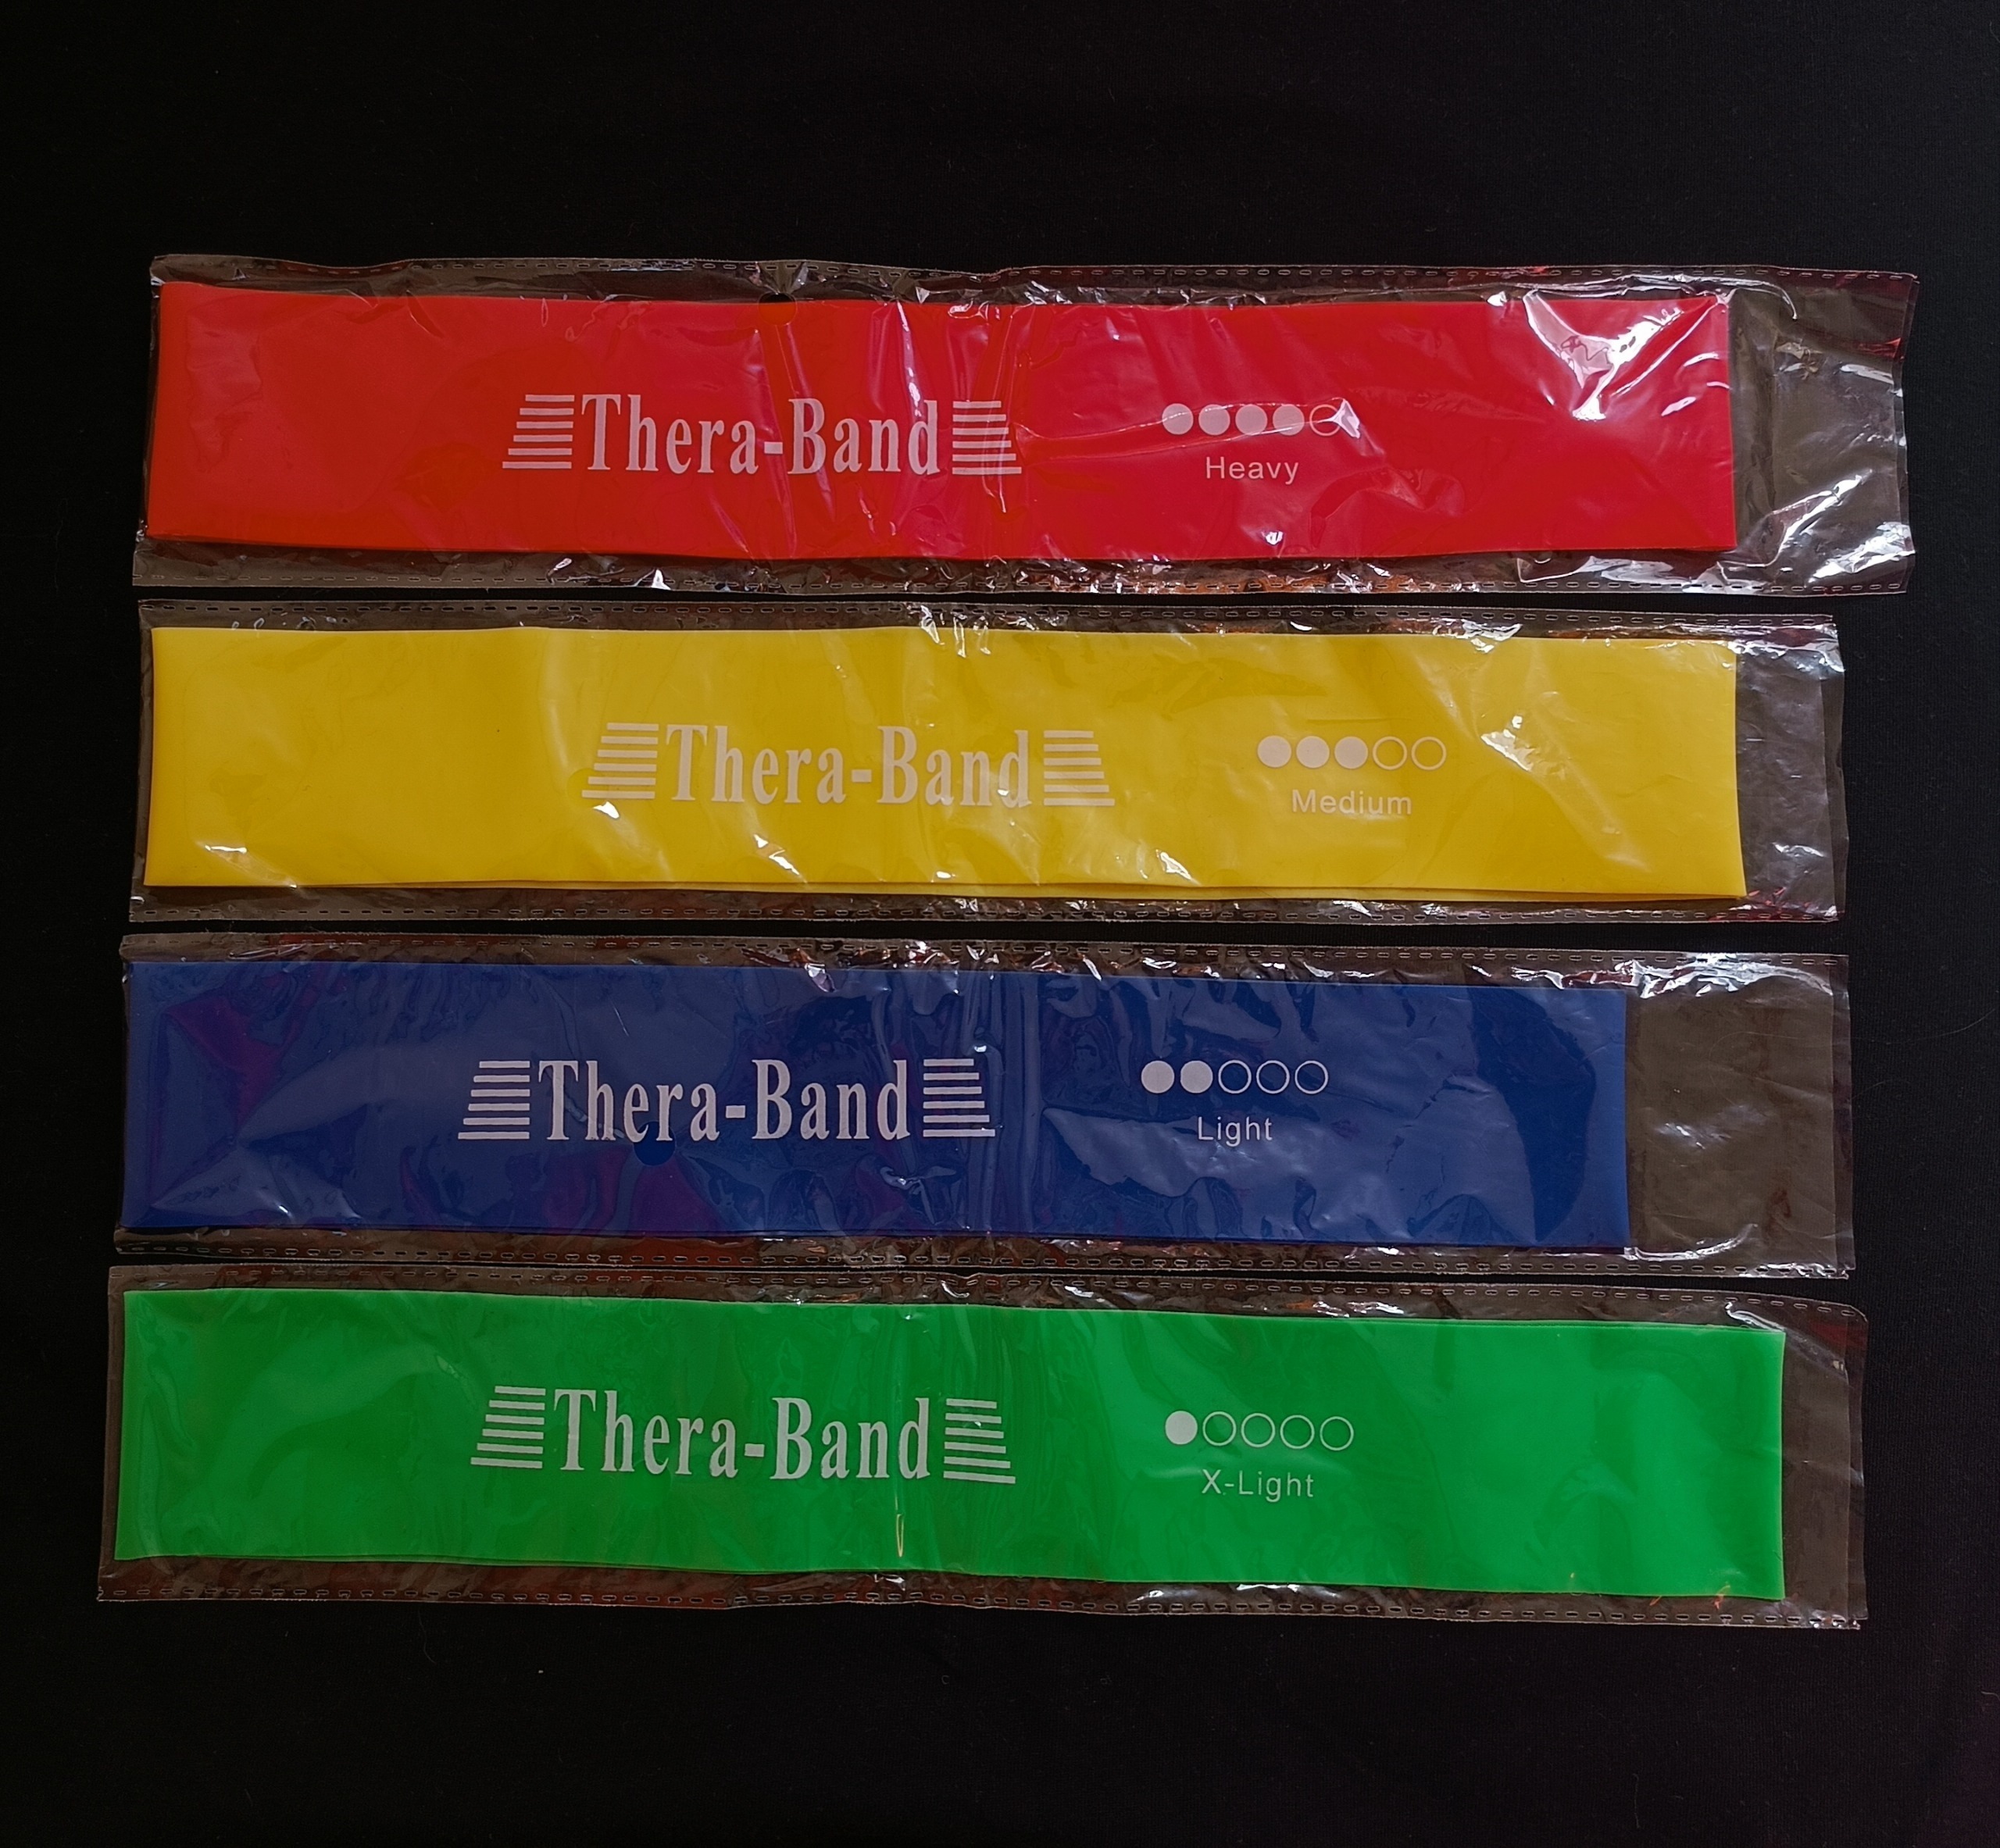 Thera-Band
Heavy
Thera-Band
Medium
Thera-Band
Light
Thera-Band
X-Light